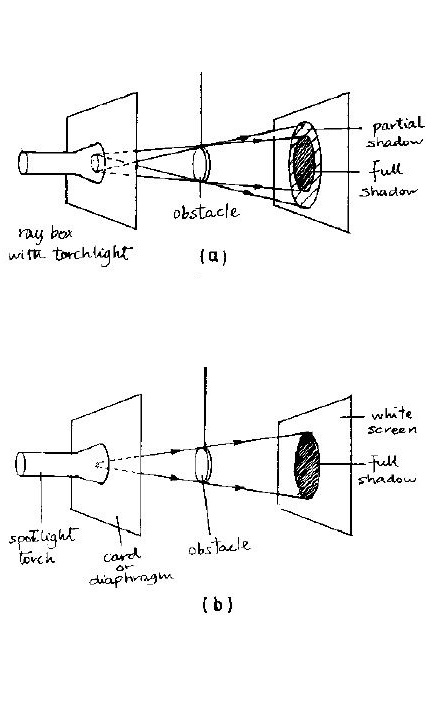 partial
shadow
full
shadow
obstacle
ray box
with torchlight
(a)
white
screen
full
shadow
spotlight
torch
card
or
diaphragm
obstacle
(b)